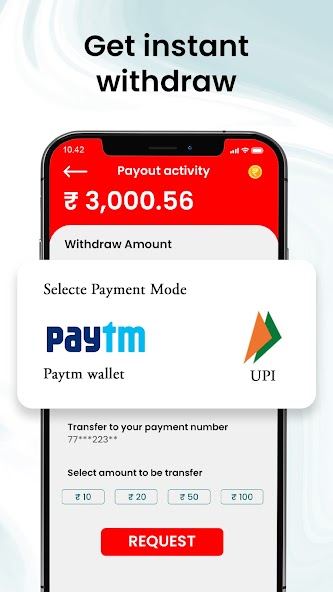 Get instant
withdraw
10.42
Payout activity
₹ 3,000.56
Withdraw Amount
Selecte Payment Mode
paytm
Paytm wallet
UPI
Transfer to your payment number
77***223**
Select amount to be transfer
₹ 10
₹ 20
₹ 50
₹ 100
REQUEST